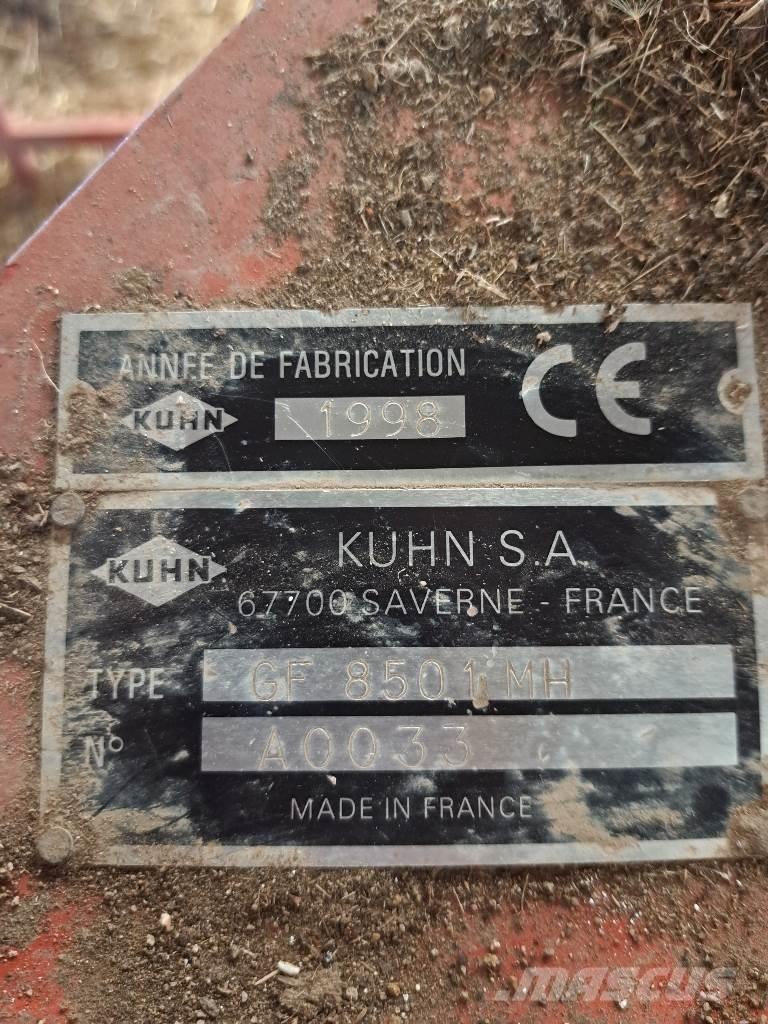 ANNÉE DE FABRICATION
KUHN 1998 CE
KUHN KUHN S.A.
67700 SAVERNE - FRANCE
TYPE GF 8501 MH
N° A0033
MADE IN FRANCE
MASCUS